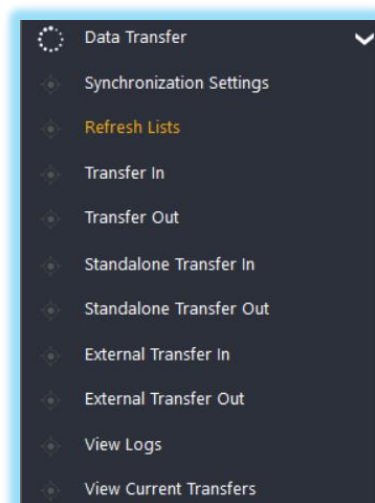 Data Transfer
Synchronization Settings
Refresh Lists
Transfer In
Transfer Out
Standalone Transfer In
Standalone Transfer Out
External Transfer In
External Transfer Out
View Logs
View Current Transfers